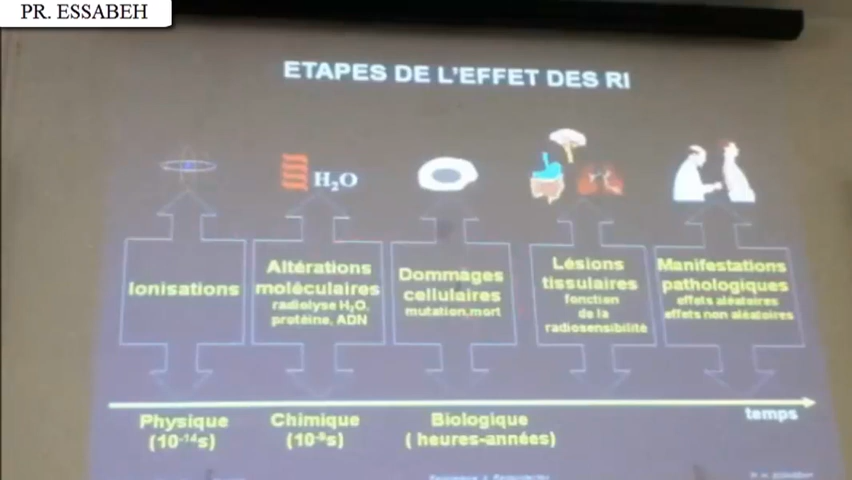 PR. ESSABEH
ETAPES DE L'EFFET DES RI
H₂O
Ionisations
Altérations
moléculaires
radiolyse H₂O,
protéine, ADN
Dommages
cellulaires
mutation,mort
Lésions
tissulaires
fonction
de la
radiosensibilité
Manifestations
pathologiques
effets aléatoires
effets non aléatoires
temps
Physique
(10⁻¹⁴s)
Chimique
(10⁻⁹s)
Biologique
( heures-années)